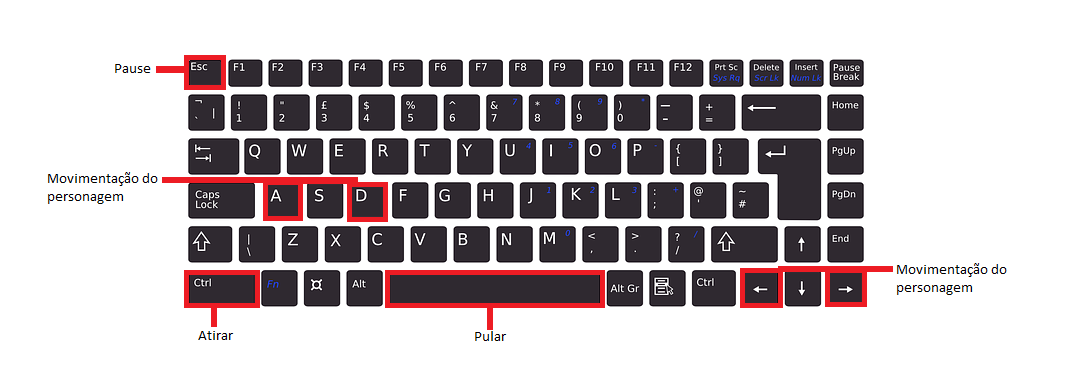 Pause
Esc F1 F2 F3 F4 F5 F6 F7 F8 F9 F10 F11 F12 Prt Sc Sys Rq Delete Scr Lk Insert Num Lk Pause Break
¬ ` | ! 1 " 2 £ 3 $ 4 % 5 ^ 6 & 7 7 * 8 8 ( 9 9 ) 0 * — - + = Home
Q W E R T Y U 4 I 5 O 6 P - { [ } ] PgUp
Movimentação do
personagem
Caps Lock A S D F G H J 1 K 2 L 3 : ; + @ ' ~ # PgDn
| \ Z X C V B N M 0 < , > . ? / / End
Ctrl Fn Alt Alt Gr Ctrl
Movimentação do
personagem
Atirar
Pular